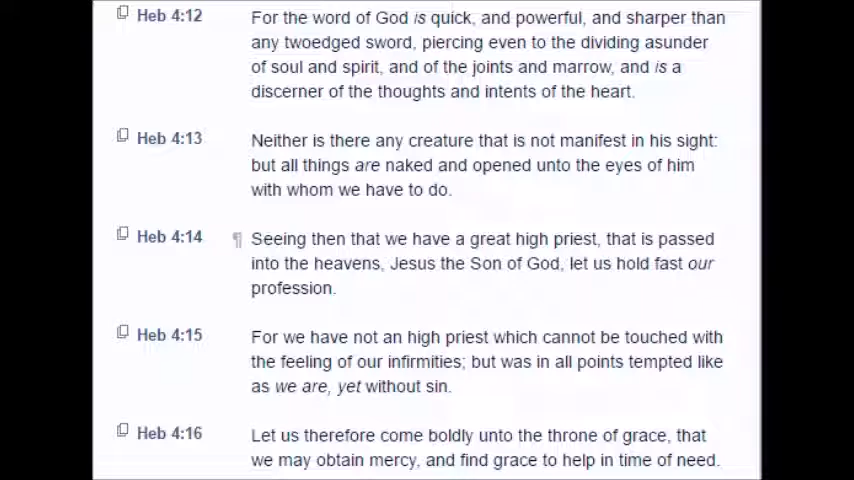 Heb 4:12 For the word of God is quick, and powerful, and sharper than
any twoedged sword, piercing even to the dividing asunder
of soul and spirit, and of the joints and marrow, and is a
discerner of the thoughts and intents of the heart.
Heb 4:13 Neither is there any creature that is not manifest in his sight:
but all things are naked and opened unto the eyes of him
with whom we have to do.
Heb 4:14 ¶ Seeing then that we have a great high priest, that is passed
into the heavens, Jesus the Son of God, let us hold fast our
profession.
Heb 4:15 For we have not an high priest which cannot be touched with
the feeling of our infirmities; but was in all points tempted like
as we are, yet without sin.
Heb 4:16 Let us therefore come boldly unto the throne of grace, that
we may obtain mercy, and find grace to help in time of need.